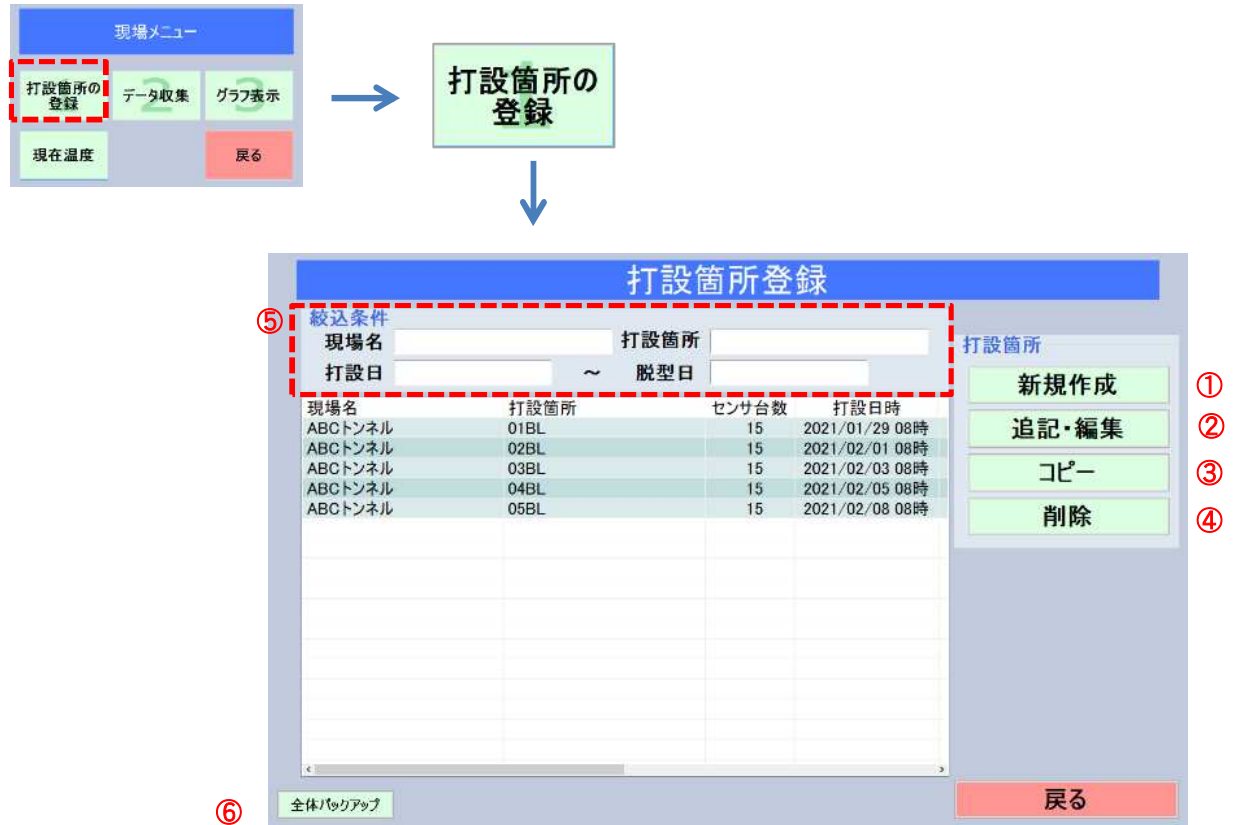 現場メニュー
打設箇所の
登録
2
データ収集
3
グラフ表示
現在温度
戻る
1
打設箇所の
登録
打設箇所登録
⑤
絞込条件
現場名
打設箇所
打設日
~
脱型日
現場名 打設箇所 センサ台数 打設日時
ABCトンネル 01BL 15 2021/01/29 08時
ABCトンネル 02BL 15 2021/02/01 08時
ABCトンネル 03BL 15 2021/02/03 08時
ABCトンネル 04BL 15 2021/02/05 08時
ABCトンネル 05BL 15 2021/02/08 08時
打設箇所
新規作成 ①
追記・編集 ②
コピー ③
削除 ④
⑥ 全体バックアップ
戻る